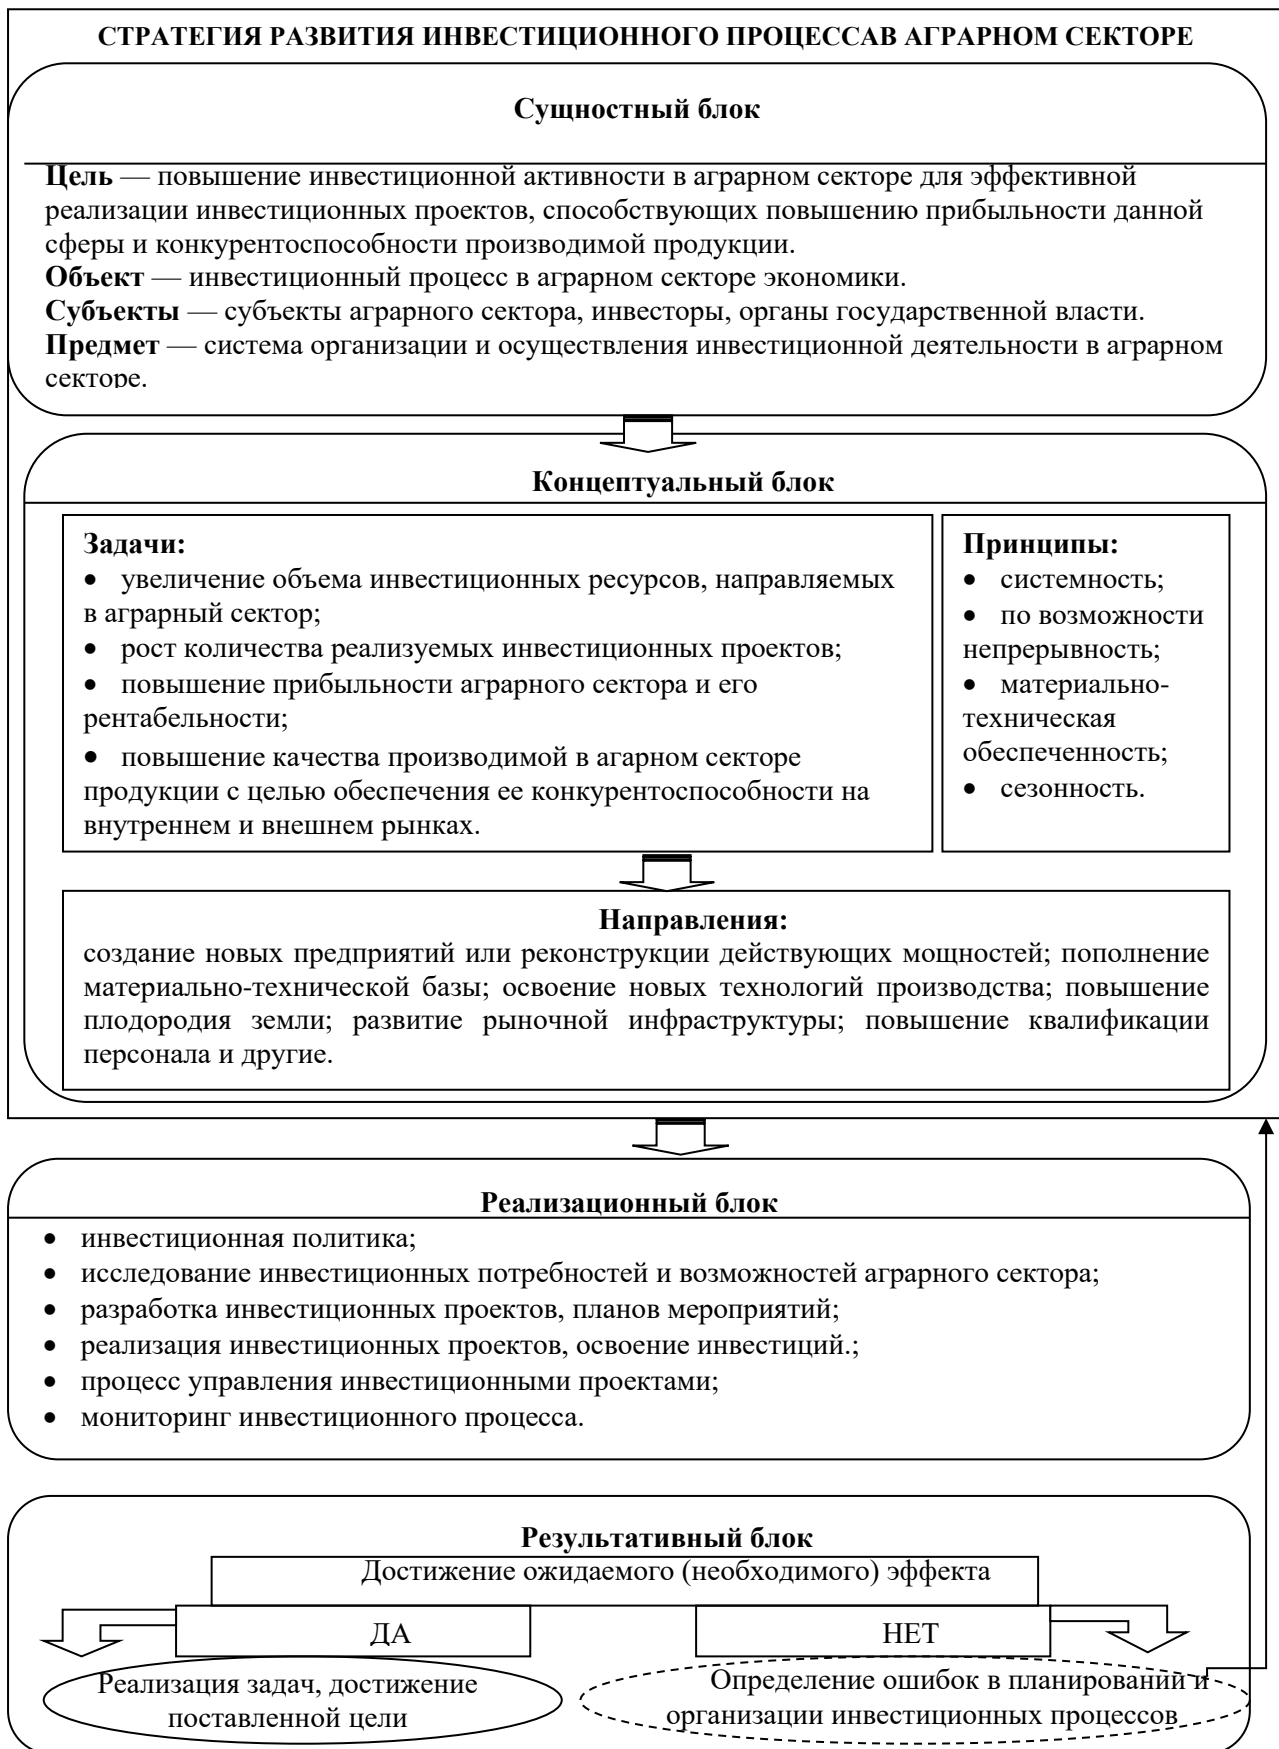 СТРАТЕГИЯ РАЗВИТИЯ ИНВЕСТИЦИОННОГО ПРОЦЕССАВ АГРАРНОМ СЕКТОРЕ
Сущностный блок
Цель — повышение инвестиционной активности в аграрном секторе для эффективной
реализации инвестиционных проектов, способствующих повышению прибыльности данной
сферы и конкурентоспособности производимой продукции.
Объект — инвестиционный процесс в аграрном секторе экономики.
Субъекты — субъекты аграрного сектора, инвесторы, органы государственной власти.
Предмет — система организации и осуществления инвестиционной деятельности в аграрном
секторе.
Концептуальный блок
Задачи:
• увеличение объема инвестиционных ресурсов, направляемых
в аграрный сектор;
• рост количества реализуемых инвестиционных проектов;
• повышение прибыльности аграрного сектора и его
рентабельности;
• повышение качества производимой в агарном секторе
продукции с целью обеспечения ее конкурентоспособности на
внутреннем и внешнем рынках.
Принципы:
• системность;
• по возможности
непрерывность;
• материально-
техническая
обеспеченность;
• сезонность.
Направления:
создание новых предприятий или реконструкции действующих мощностей; пополнение
материально-технической базы; освоение новых технологий производства; повышение
плодородия земли; развитие рыночной инфраструктуры; повышение квалификации
персонала и другие.
Реализационный блок
• инвестиционная политика;
• исследование инвестиционных потребностей и возможностей аграрного сектора;
• разработка инвестиционных проектов, планов мероприятий;
• реализация инвестиционных проектов, освоение инвестиций.;
• процесс управления инвестиционными проектами;
• мониторинг инвестиционного процесса.
Результативный блок
Достижение ожидаемого (необходимого) эффекта
ДА
НЕТ
Реализация задач, достижение
поставленной цели
Определение ошибок в планировании и
организации инвестиционных процессов